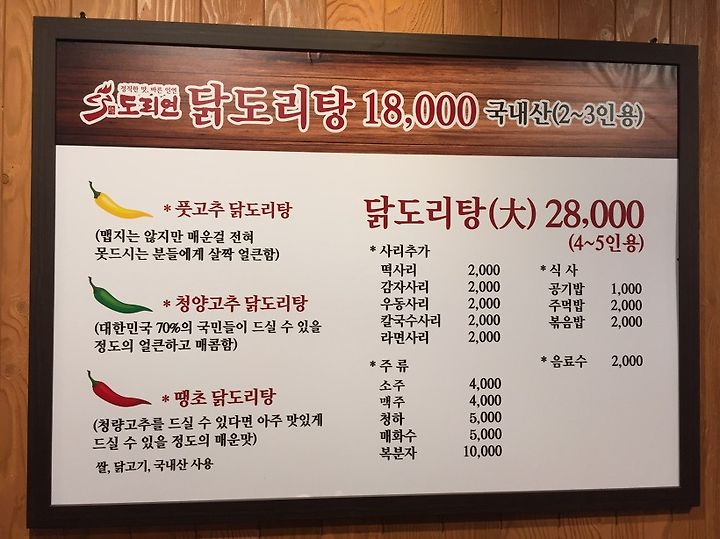 정직한 맛, 바른 인연
도리연 닭도리탕 18,000 국내산(2~3인용)
* 풋고추 닭도리탕
(맵지는 않지만 매운걸 전혀
못드시는 분들에게 살짝 얼큰함)
* 청양고추 닭도리탕
(대한민국 70%의 국민들이 드실 수 있을
정도의 얼큰하고 매콤함)
* 땡초 닭도리탕
(청량고추를 드실 수 있다면 아주 맛있게
드실 수 있을 정도의 매운맛)
쌀, 닭고기, 국내산 사용
닭도리탕(大) 28,000
(4~5인용)
* 사리추가
떡사리 2,000
감자사리 2,000
우동사리 2,000
칼국수사리 2,000
라면사리 2,000
* 주 류
소주 4,000
맥주 4,000
청하 5,000
매화수 5,000
복분자 10,000
* 식 사
공기밥 1,000
주먹밥 2,000
볶음밥 2,000
* 음료수 2,000